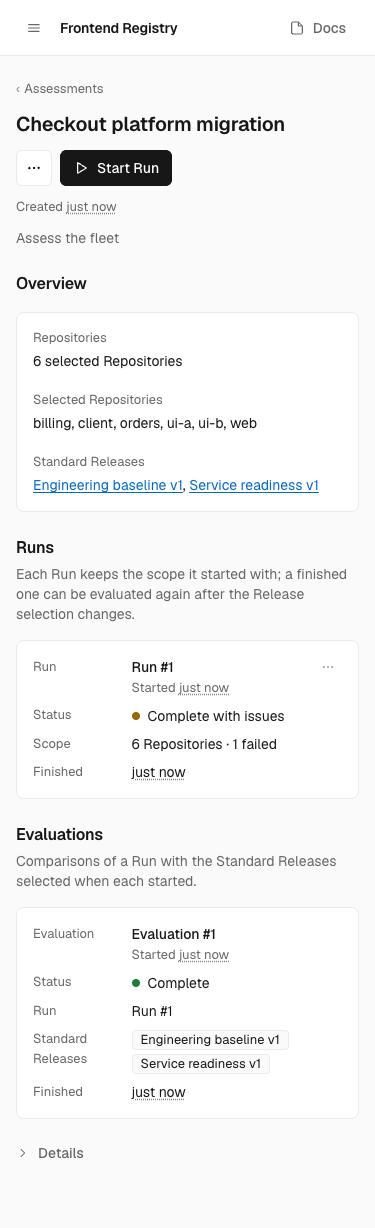 Frontend Registry
Docs
‹ Assessments
Checkout platform migration
··· Start Run
Created just now
Assess the fleet
Overview
Repositories
6 selected Repositories
Selected Repositories
billing, client, orders, ui-a, ui-b, web
Standard Releases
Engineering baseline v1, Service readiness v1
Runs
Each Run keeps the scope it started with; a finished
one can be evaluated again after the Release
selection changes.
Run Run #1 ···
Started just now
Status Complete with issues
Scope 6 Repositories · 1 failed
Finished just now
Evaluations
Comparisons of a Run with the Standard Releases
selected when each started.
Evaluation Evaluation #1
Started just now
Status Complete
Run Run #1
Standard Releases
Engineering baseline v1
Service readiness v1
Finished just now
Details